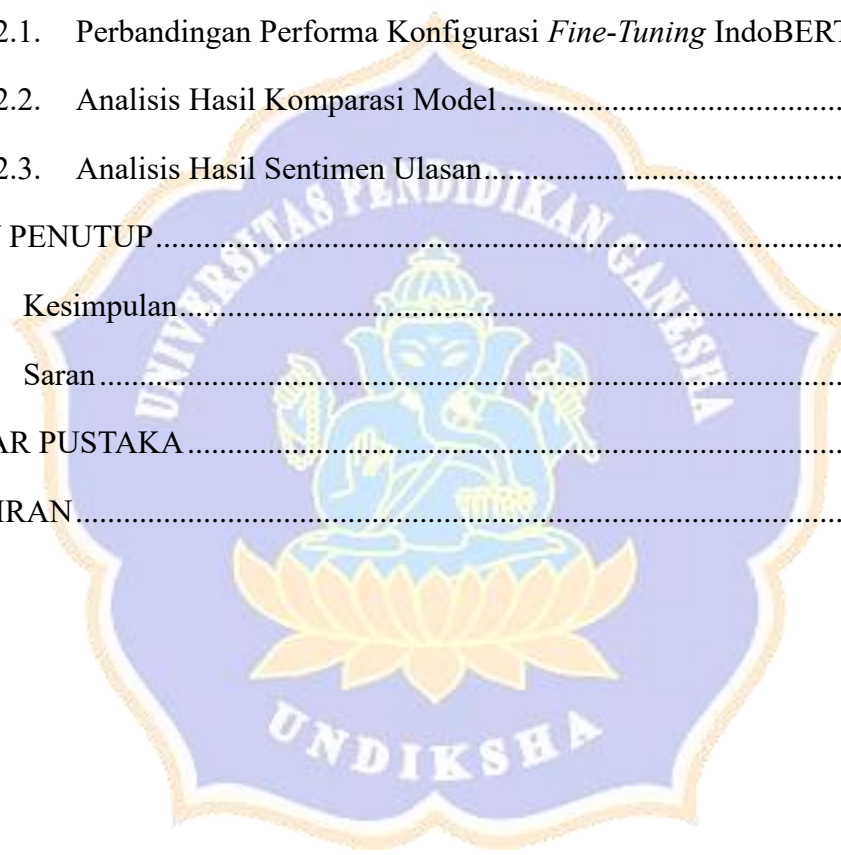 2.1. Perbandingan Performa Konfigurasi Fine-Tuning IndoBERT
2.2. Analisis Hasil Komparasi Model........................................
2.3. Analisis Hasil Sentimen Ulasan........................................
PENUTUP........................................
Kesimpulan........................................
Saran........................................
AR PUSTAKA........................................
IRAN........................................
UNIVERSITAS PENDIDIKAN GANESHA
UNDIKSHA